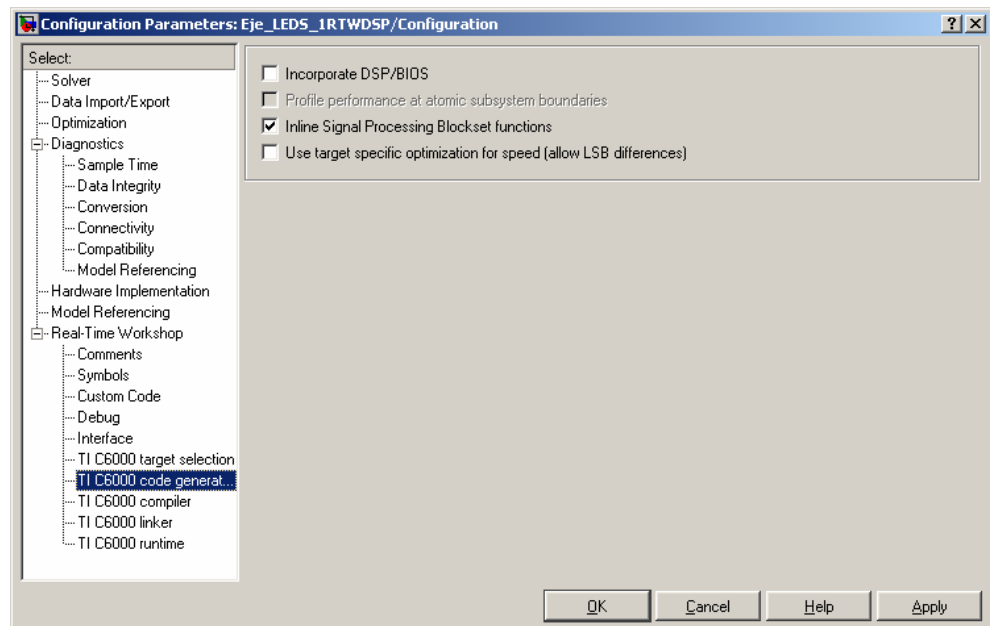 Configuration Parameters: Eje_LEDS_1RTWDSP/Configuration
Select:
Solver
Data Import/Export
Optimization
Diagnostics
Sample Time
Data Integrity
Conversion
Connectivity
Compatibility
Model Referencing
Hardware Implementation
Model Referencing
Real-Time Workshop
Comments
Symbols
Custom Code
Debug
Interface
TI C6000 target selection
TI C6000 code generat...
TI C6000 compiler
TI C6000 linker
TI C6000 runtime
Incorporate DSP/BIOS
Profile performance at atomic subsystem boundaries
Inline Signal Processing Blockset functions
Use target specific optimization for speed (allow LSB differences)
OK Cancel Help Apply